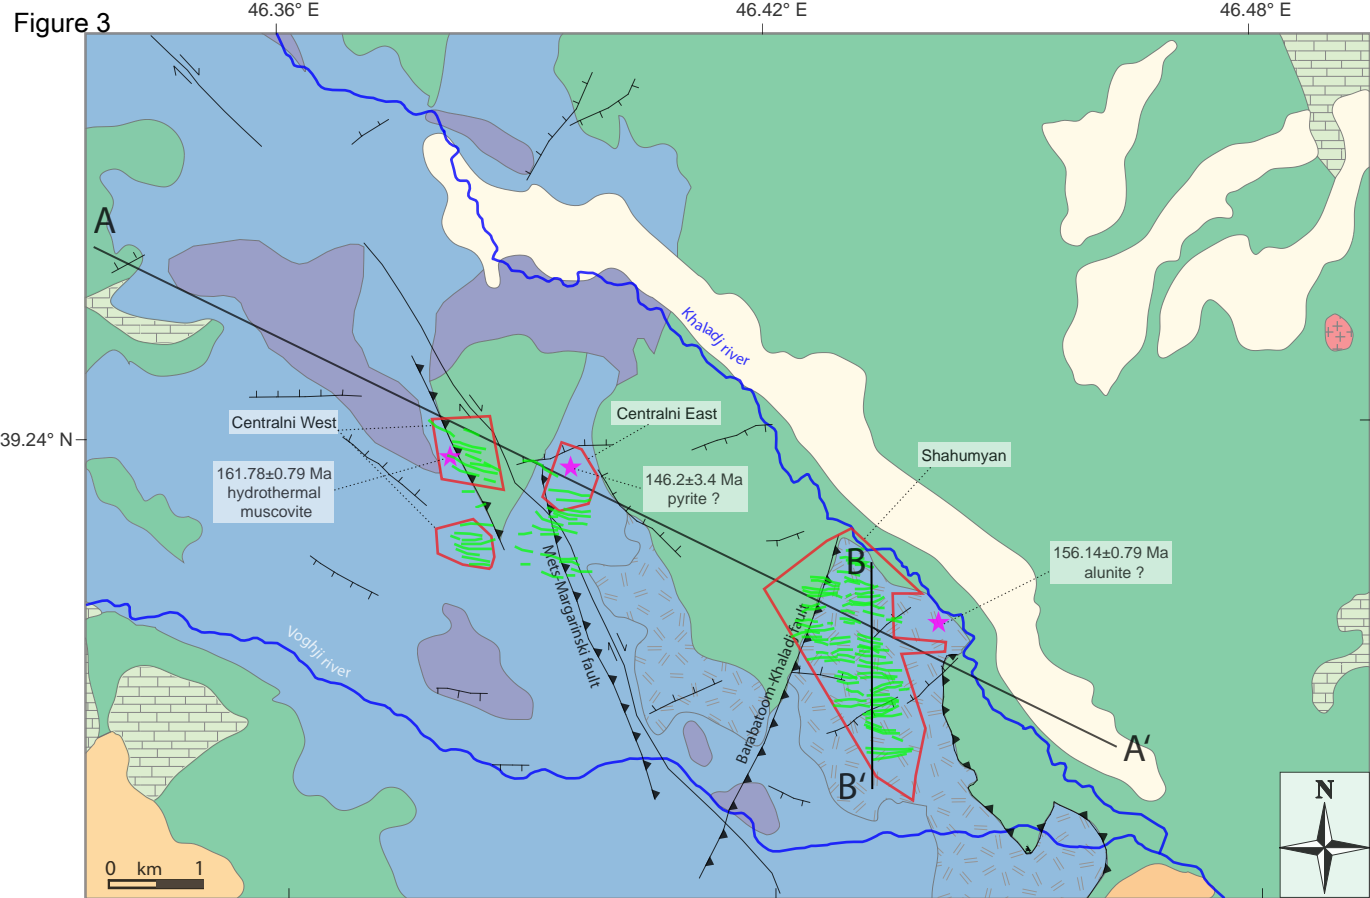 Figure 3
46.36° E
46.42° E
46.48° E
A
Khaladj river
39.24° N
Centralni West
Centralni East
Shahumyan
161.78±0.79 Ma
hydrothermal
muscovite
146.2±3.4 Ma
pyrite ?
156.14±0.79 Ma
alunite ?
B
Mets-Margarinski fault
Barabatoom-Khaladj fault
Voghji river
A‘
B‘
N
0 km 1